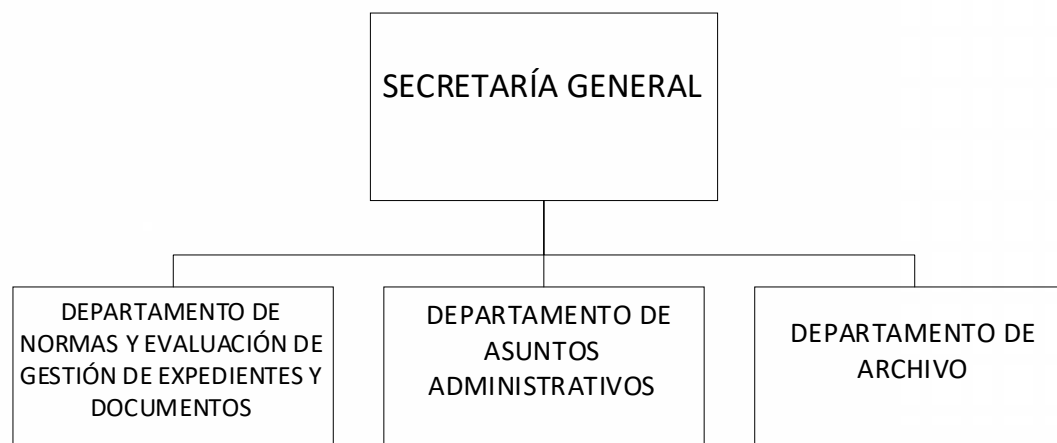 SECRETARÍA GENERAL
DEPARTAMENTO DE
NORMAS Y EVALUACIÓN DE
GESTIÓN DE EXPEDIENTES Y
DOCUMENTOS
DEPARTAMENTO DE
ASUNTOS
ADMINISTRATIVOS
DEPARTAMENTO DE
ARCHIVO